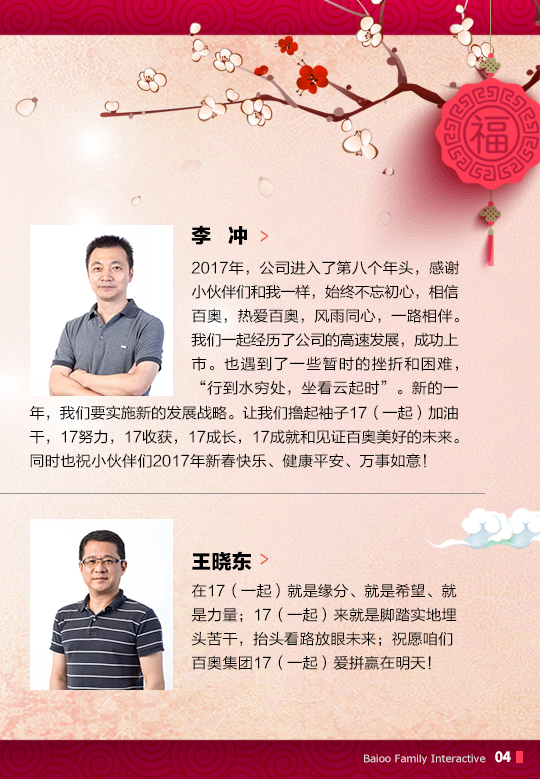 福
李 冲 >
2017年，公司进入了第八个年头，感谢
小伙伴们和我一样，始终不忘初心，相信
百奥，热爱百奥，风雨同心，一路相伴。
我们一起经历了公司的高速发展，成功上
市。也遇到了一些暂时的挫折和困难，
“行到水穷处，坐看云起时”。新的一
年，我们要实施新的发展战略。让我们撸起袖子17（一起）加油
干，17努力，17收获，17成长，17成就和见证百奥美好的未来。
同时也祝小伙伴们2017年新春快乐、健康平安、万事如意！
王晓东 >
在17（一起）就是缘分、就是希望、就
是力量；17（一起）来就是脚踏实地埋
头苦干，抬头看路放眼未来；祝愿咱们
百奥集团17（一起）爱拼赢在明天！
Baioo Family Interactive 04